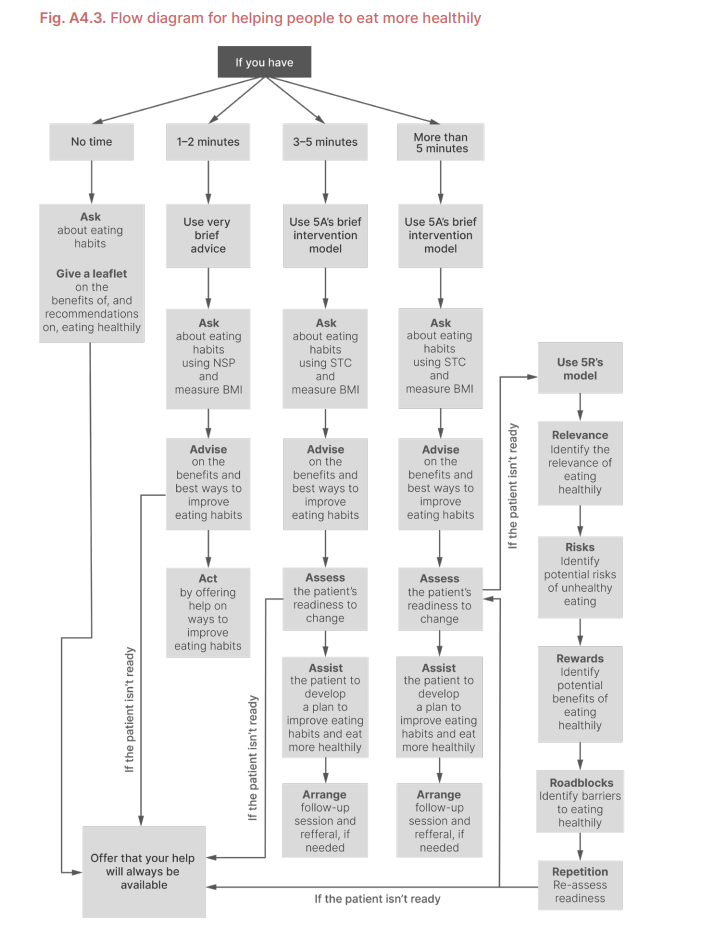 Fig. A4.3. Flow diagram for helping people to eat more healthily
If you have
No time
Ask
about eating
habits
Give a leaflet
on the
benefits of, and
recommendations
on, eating healthily
1–2 minutes
Use very
brief
advice
Ask
about eating
habits
using NSP
and
measure BMI
Advise
on the
benefits and
best ways to
improve
eating habits
Act
by offering
help on
ways to
improve
eating habits
If the patient isn't ready
3–5 minutes
Use 5A's brief
intervention
model
Ask
about eating
habits
using STC
and
measure BMI
Advise
on the
benefits and
best ways to
improve
eating habits
Assess
the patient's
readiness to
change
If the patient isn't ready
Assist
the patient to
develop
a plan to
improve eating
habits and eat
more healthily
Arrange
follow-up
session and
refferal, if
needed
More than
5 minutes
Use 5A's brief
intervention
model
Ask
about eating
habits
using STC
and
measure BMI
Advise
on the
benefits and
best ways to
improve
eating habits
Assess
the patient's
readiness to
change
If the patient isn't ready
Assist
the patient to
develop
a plan to
improve eating
habits and eat
more healthily
Arrange
follow-up
session and
refferal, if
needed
Use 5R's
model
Relevance
Identify the
relevance of
eating
healthily
Risks
Identify
potential risks
of unhealthy
eating
Rewards
Identify
potential
benefits of
eating
healthily
Roadblocks
Identify barriers
to eating
healthily
Repetition
Re-assess
readiness
If the patient isn't ready
Offer that your help
will always be
available